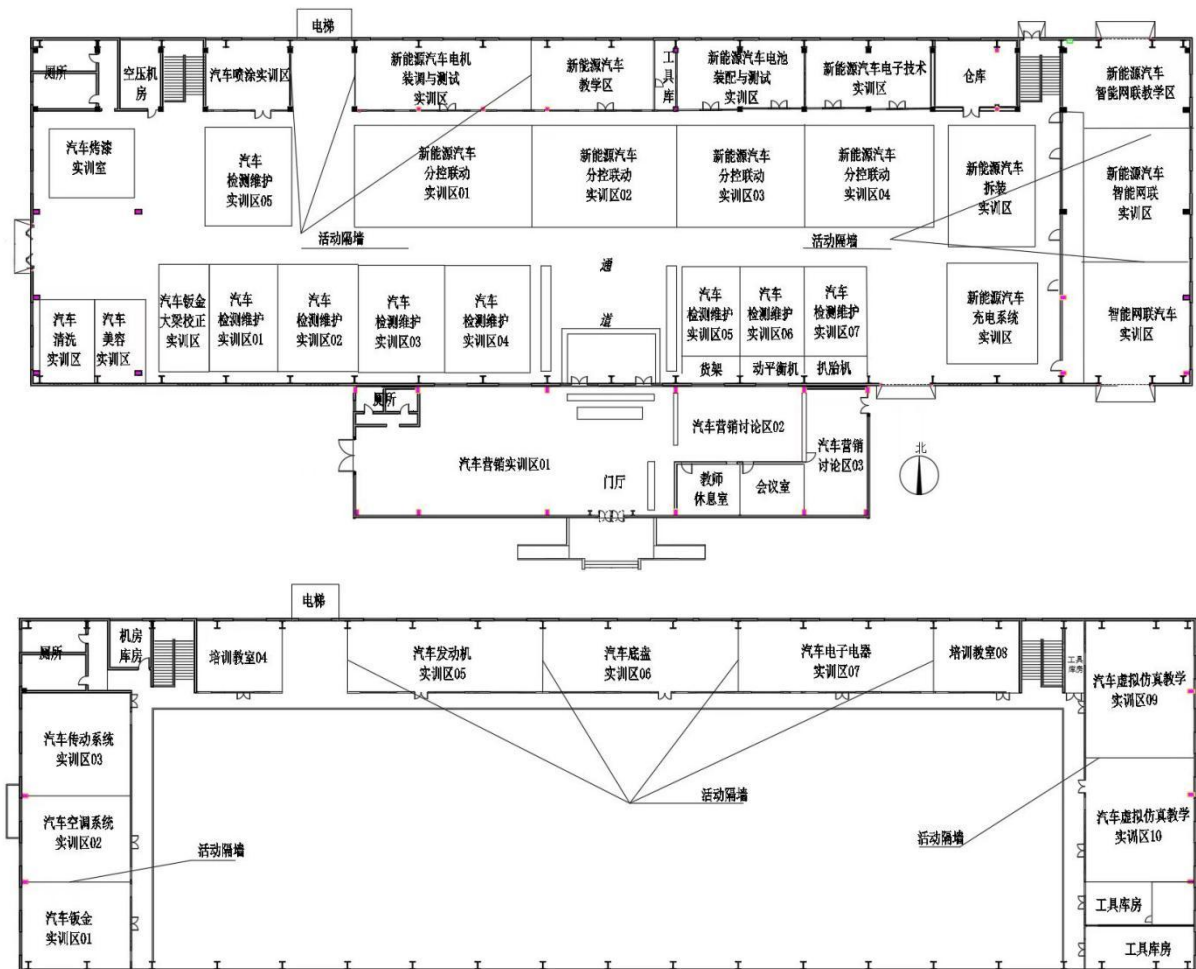 电梯
厕所
空压机
房
汽车喷涂实训区
新能源汽车电机
装调与测试
实训区
新能源汽车
教学区
工
具
库
新能源汽车电池
装配与测试
实训区
新能源汽车电子技术
实训区
仓库
新能源汽车
智能网联教学区
汽车烤漆
实训室
汽车
检测维护
实训区05
新能源汽车
分控联动
实训区01
新能源汽车
分控联动
实训区02
新能源汽车
分控联动
实训区03
新能源汽车
分控联动
实训区04
新能源汽车
拆装
实训区
新能源汽车
智能网联
实训区
活动隔墙
活动隔墙
通
道
汽车
清洗
实训区
汽车
美容
实训区
汽车钣金
大梁校正
实训区
汽车
检测维护
实训区01
汽车
检测维护
实训区02
汽车
检测维护
实训区03
汽车
检测维护
实训区04
汽车
检测维护
实训区05
汽车
检测维护
实训区06
汽车
检测维护
实训区07
新能源汽车
充电系统
实训区
智能网联汽车
实训区
货架
动平衡机
扒胎机
厕所
汽车营销实训区01
门厅
汽车营销讨论区02
汽车营销
讨论区03
教师
休息室
会议室
北
电梯
厕所
机房
库房
培训教室04
汽车发动机
实训区05
汽车底盘
实训区06
汽车电子电器
实训区07
培训教室08
工具
库房
汽车虚拟仿真教学
实训区09
汽车传动系统
实训区03
活动隔墙
汽车空调系统
实训区02
汽车虚拟仿真教学
实训区10
活动隔墙
活动隔墙
汽车钣金
实训区01
工具库房
工具库房